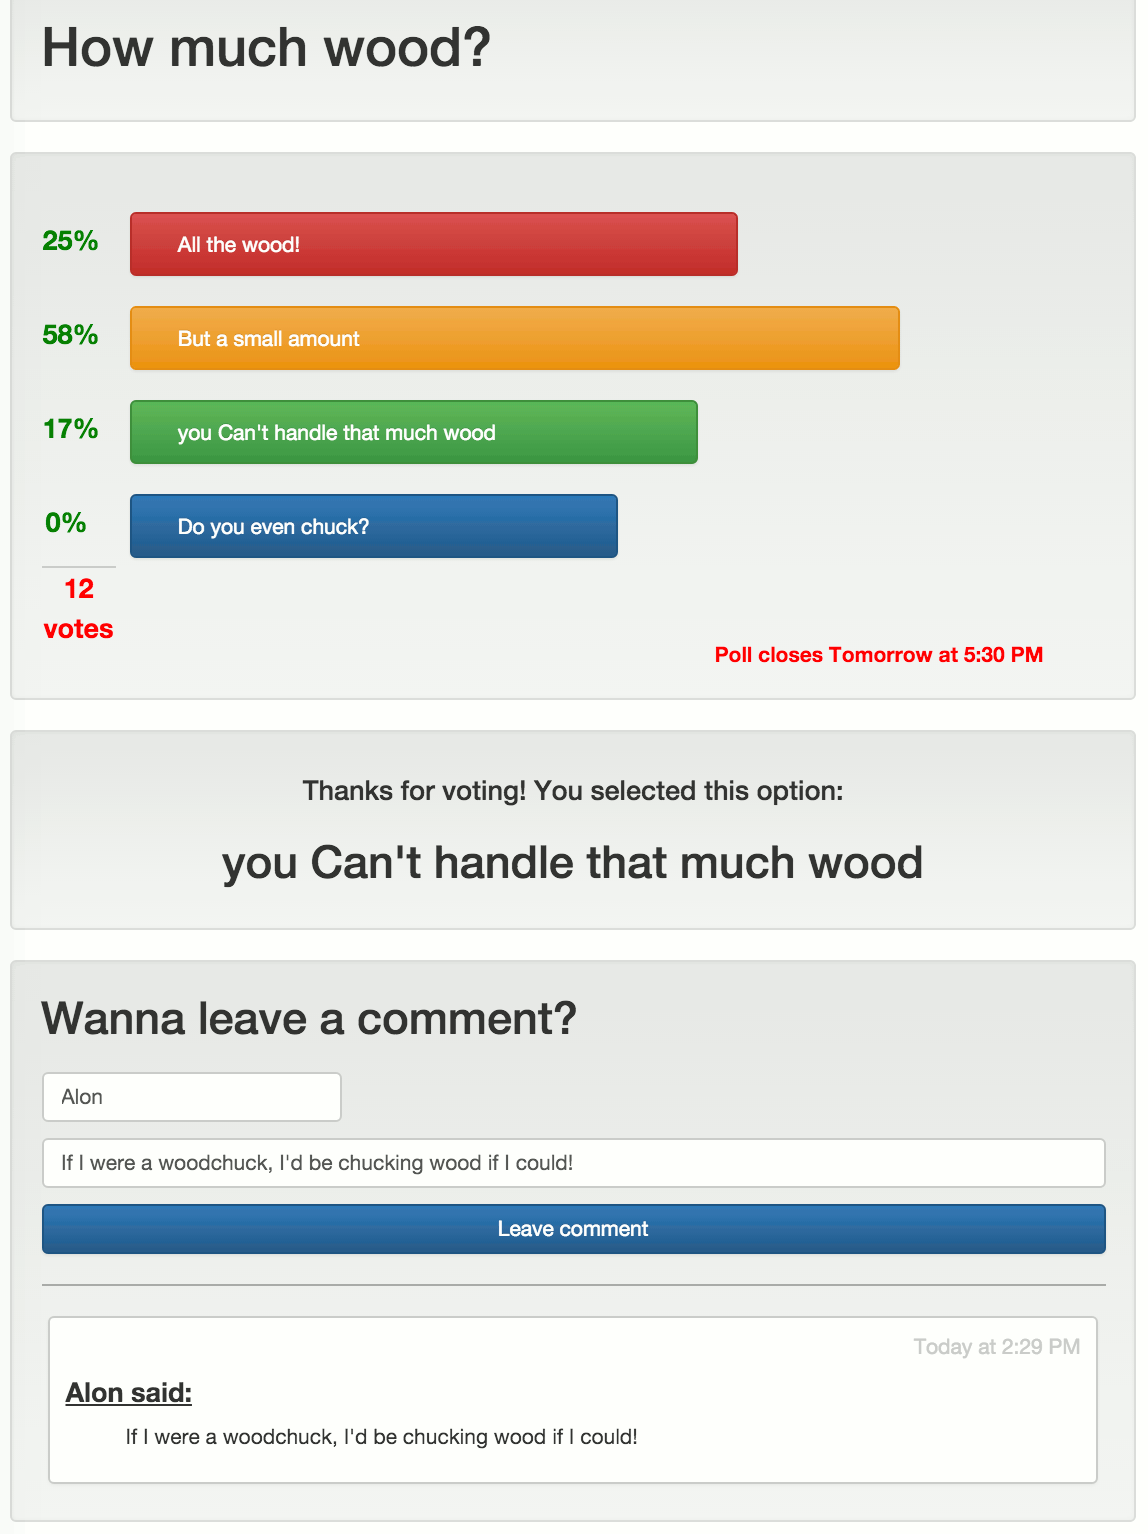 How much wood?
25%
All the wood!
58%
But a small amount
17%
you Can't handle that much wood
0%
Do you even chuck?
12
votes
Poll closes Tomorrow at 5:30 PM
Thanks for voting! You selected this option:
you Can't handle that much wood
Wanna leave a comment?
Alon
If I were a woodchuck, I'd be chucking wood if I could!
Leave comment
Today at 2:29 PM
Alon said:
If I were a woodchuck, I'd be chucking wood if I could!